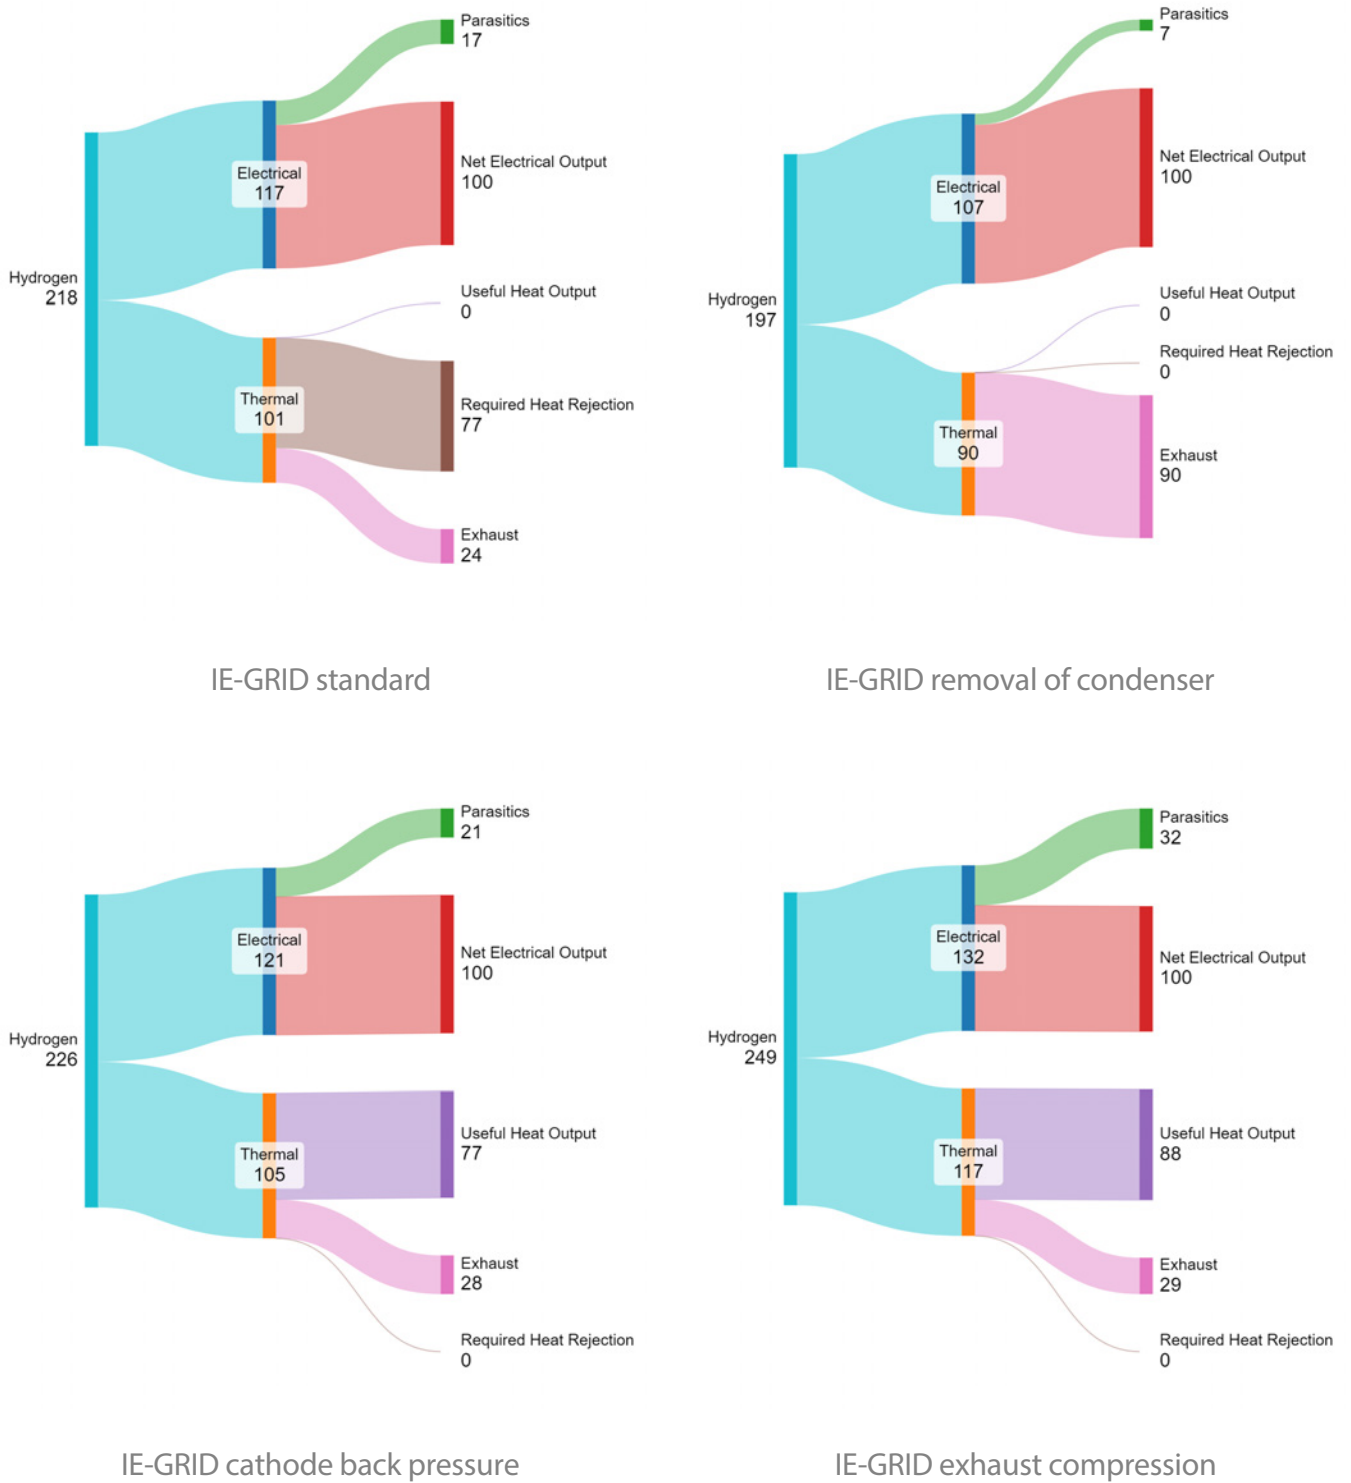 Parasitics
17
Electrical
117
Net Electrical Output
100
Hydrogen
218
Useful Heat Output
0
Thermal
101
Required Heat Rejection
77
Exhaust
24
IE-GRID standard
Parasitics
7
Electrical
107
Net Electrical Output
100
Hydrogen
197
Useful Heat Output
0
Required Heat Rejection
0
Thermal
90
Exhaust
90
IE-GRID removal of condenser
Parasitics
21
Electrical
121
Net Electrical Output
100
Hydrogen
226
Useful Heat Output
77
Thermal
105
Exhaust
28
Required Heat Rejection
0
IE-GRID cathode back pressure
Parasitics
32
Electrical
132
Net Electrical Output
100
Hydrogen
249
Useful Heat Output
88
Thermal
117
Exhaust
29
Required Heat Rejection
0
IE-GRID exhaust compression